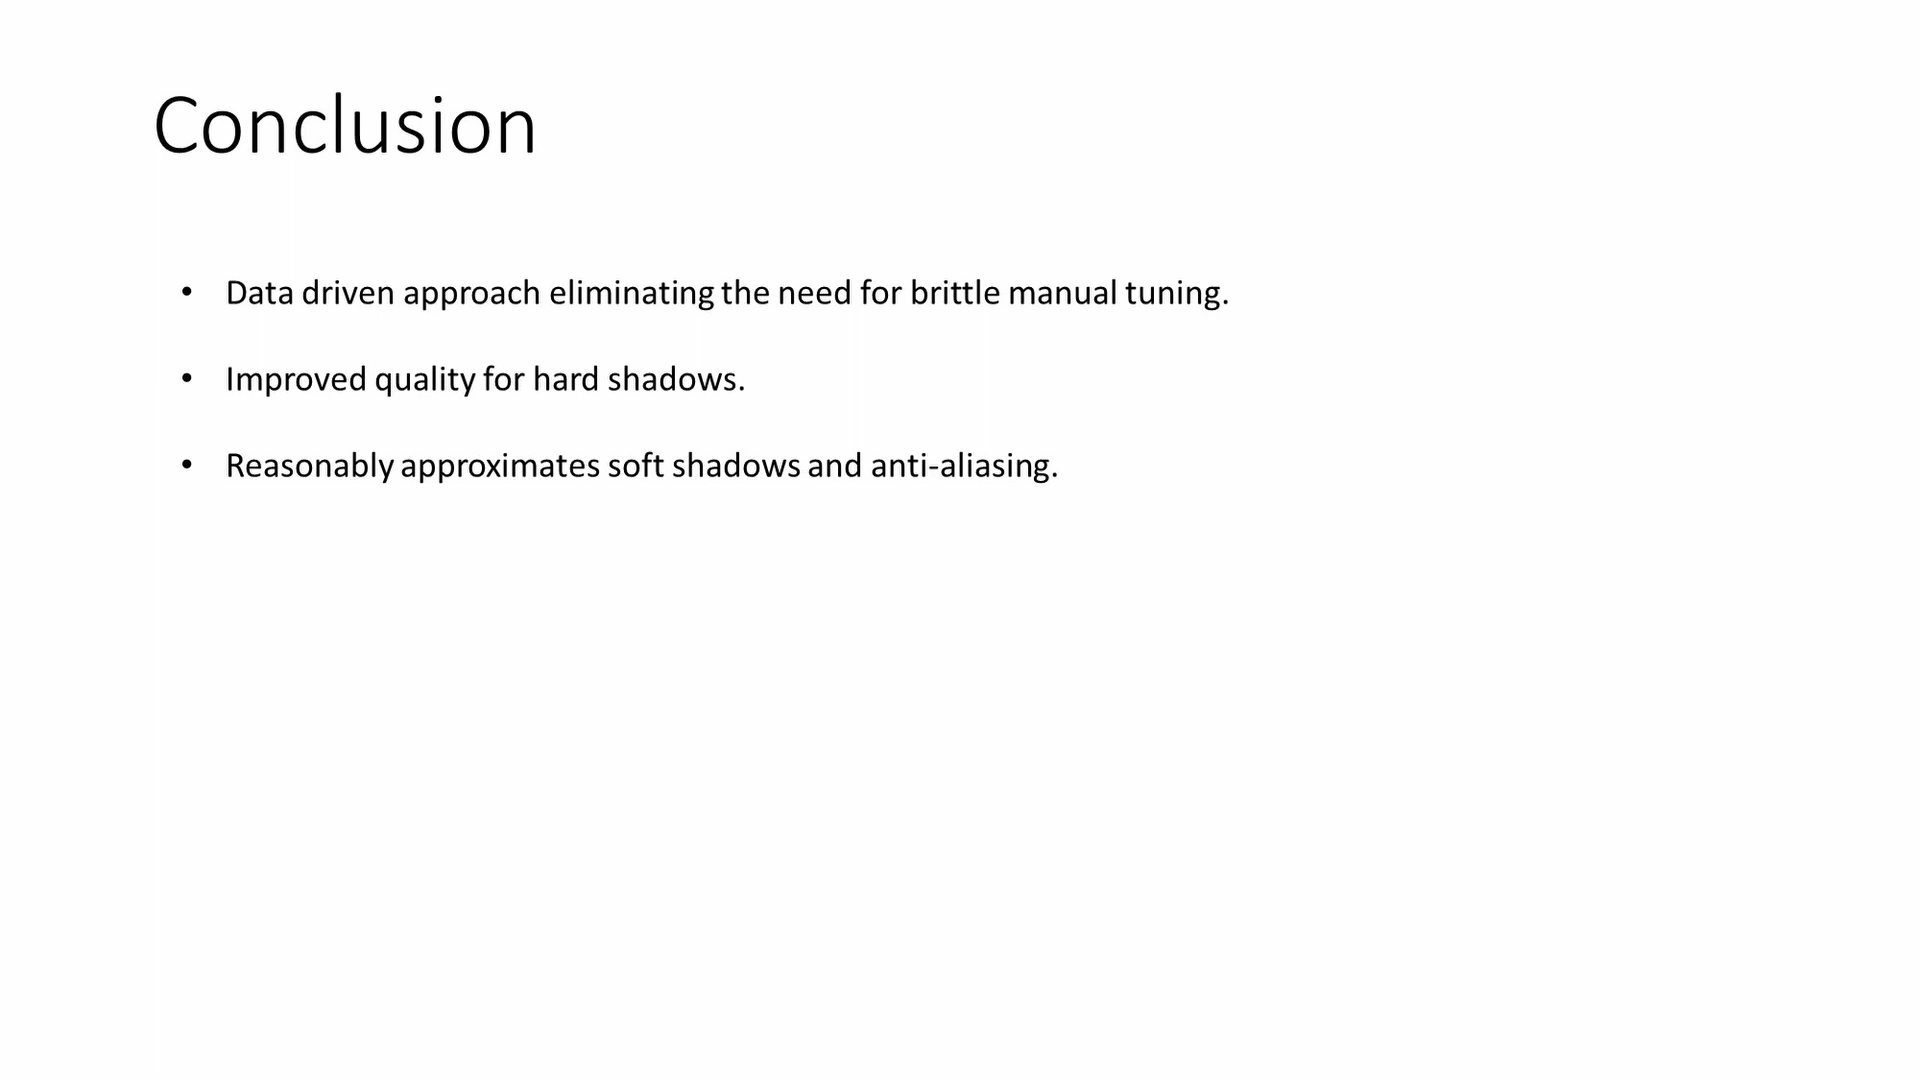 Conclusion
• Data driven approach eliminating the need for brittle manual tuning.
• Improved quality for hard shadows.
• Reasonably approximates soft shadows and anti-aliasing.